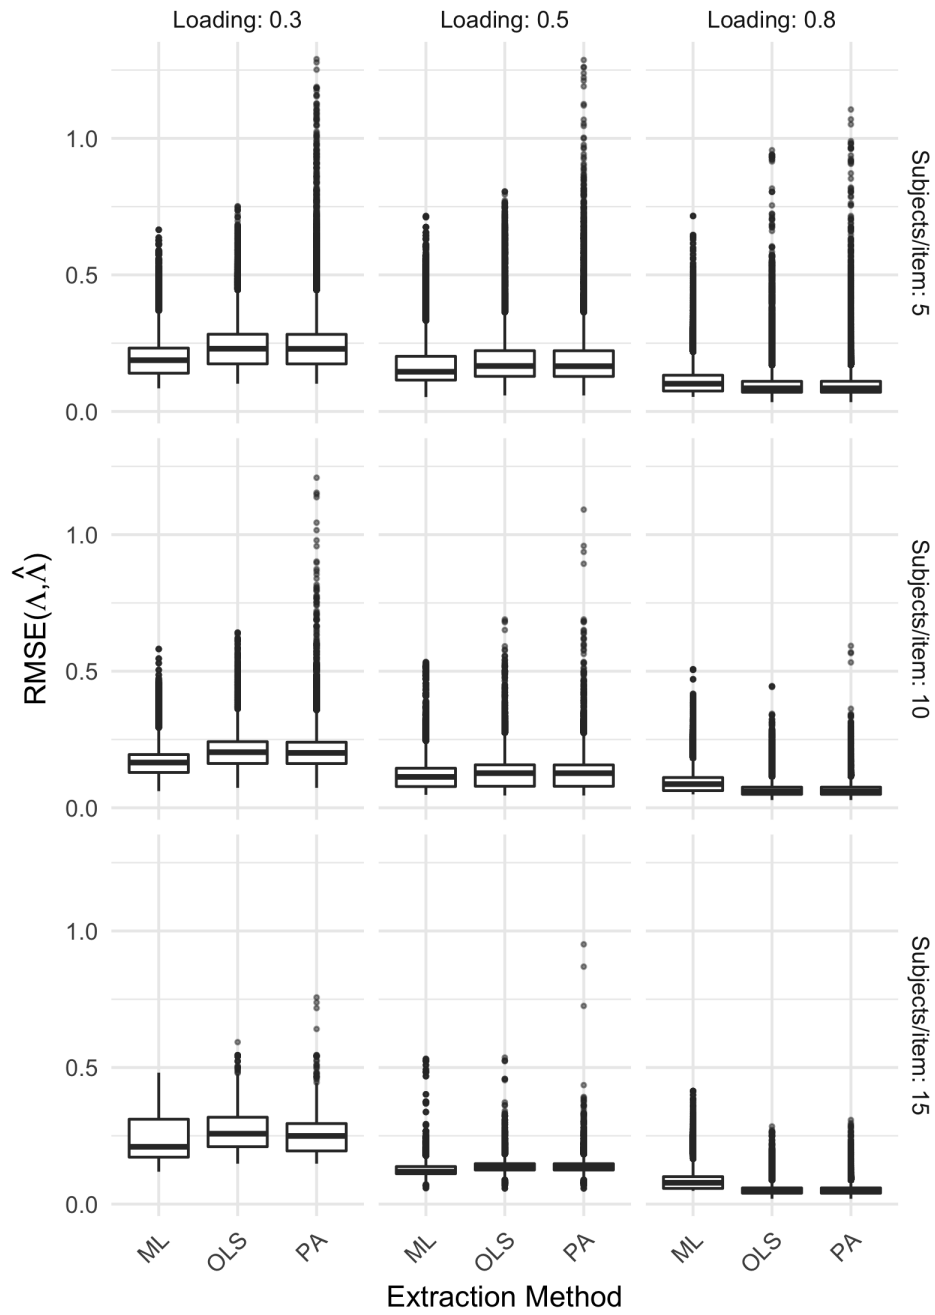 Loading: 0.3 Loading: 0.5 Loading: 0.8
1.0
0.5
0.0
Subjects/item: 5
1.0
0.5
0.0
Subjects/item: 10
1.0
0.5
0.0
Subjects/item: 15
RMSE(Λ,Λ̂)
ML OLS PA ML OLS PA ML OLS PA
Extraction Method